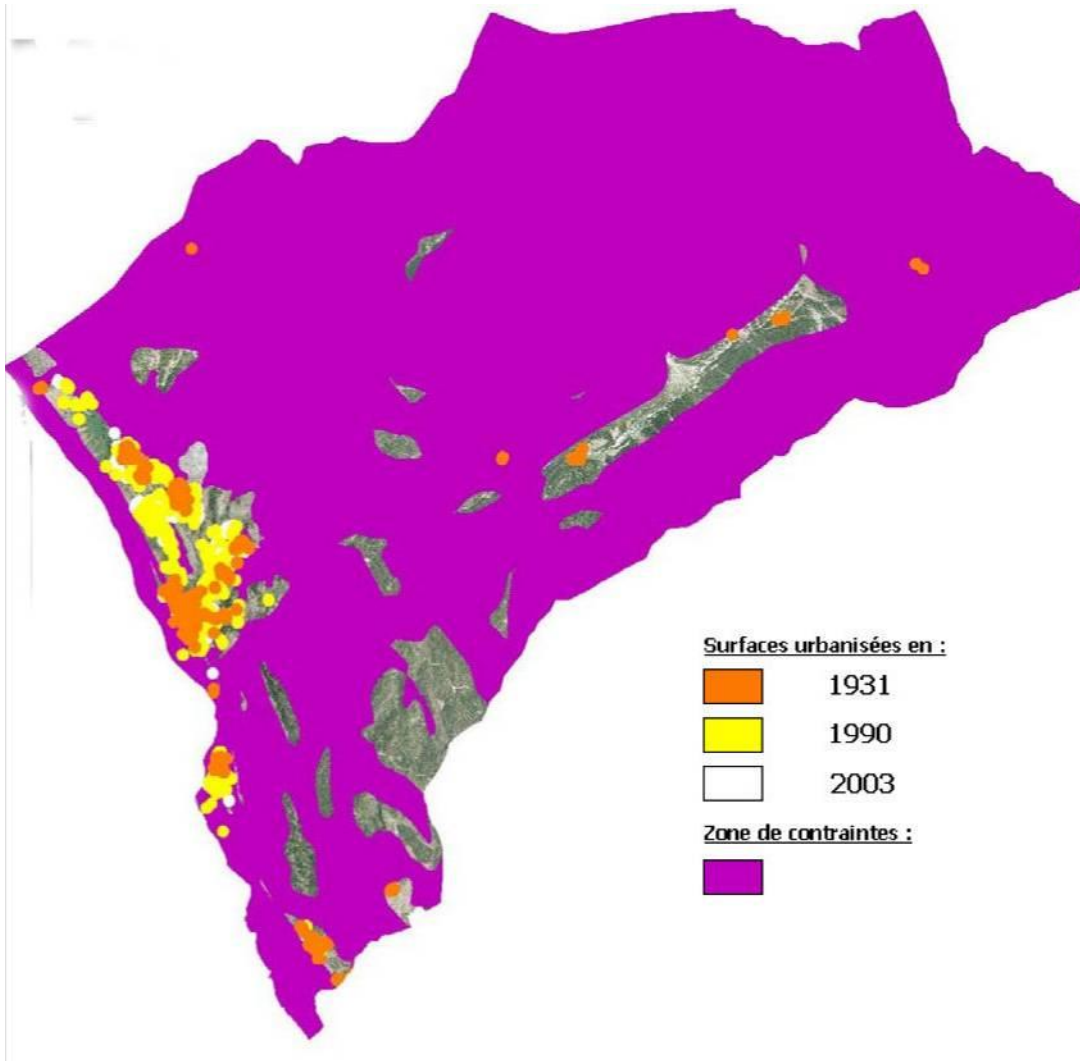 Surfaces urbanisées en :
1931
1990
2003
Zone de contraintes :